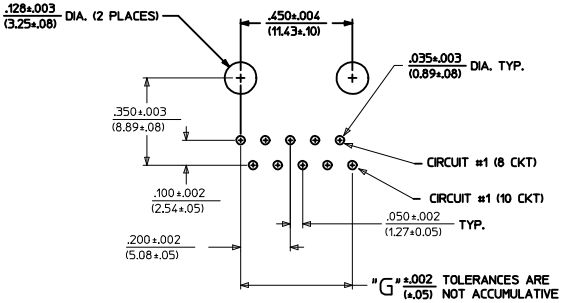 .128±.003
(3.25±.08) DIA. (2 PLACES)
.450±.004
(11.43±.10)
.035±.003
(0.89±.08) DIA. TYP.
.350±.003
(8.89±.08)
CIRCUIT #1 (8 CKT)
CIRCUIT #1 (10 CKT)
.100±.002
(2.54±.05)
.050±.002
(1.27±0.05) TYP.
.200±.002
(5.08±.05)
"G" ±.002 TOLERANCES ARE
(±.05) NOT ACCUMULATIVE